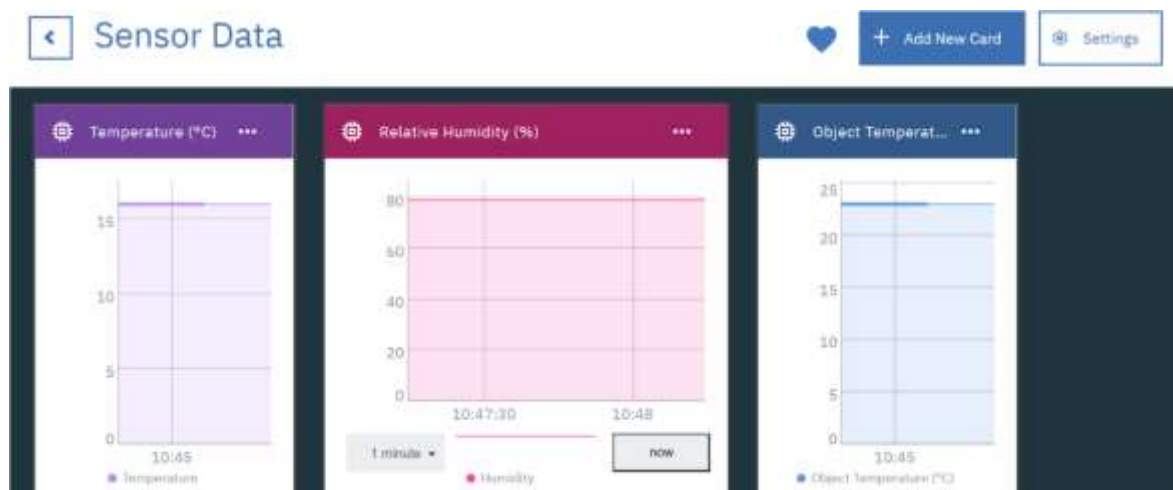 Sensor Data
+ Add New Card
Settings
Temperature (°C) •••
Relative Humidity (%) •••
Object Temperat... •••
15
10
5
0
10:45
Temperature
80
60
40
20
0
10:47:30
10:48
1 minute
now
Humidity
25
20
15
10
5
0
10:45
Object Temperature (°C)